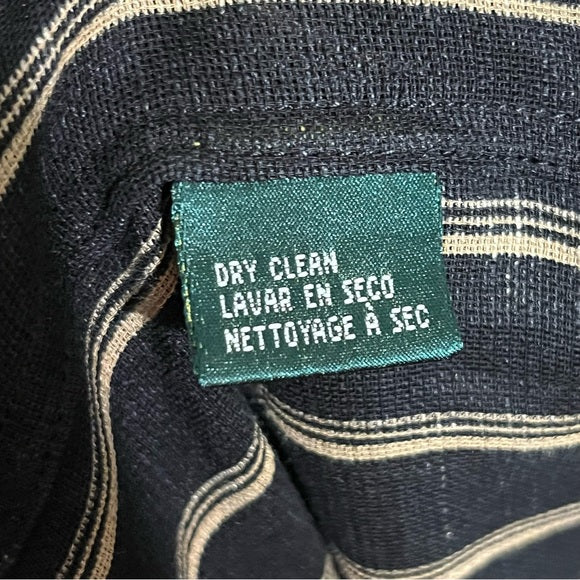 DRY CLEAN
LAVAR EN SECO
NETTOYAGE À SEC